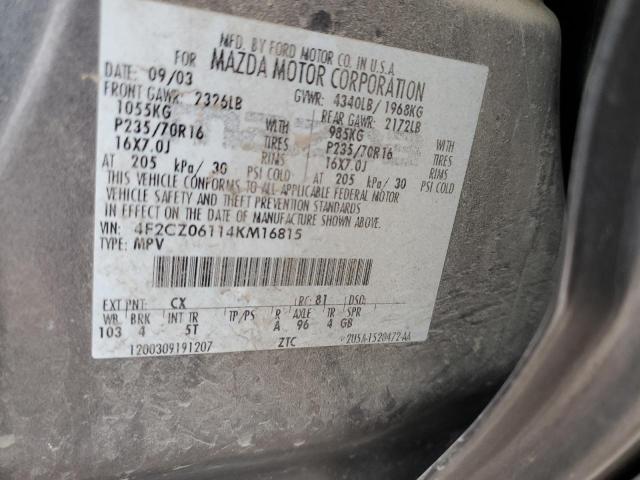 MFD. BY FORD MOTOR CO. IN U.S.A.
FOR MAZDA MOTOR CORPORATION
DATE: 09/03 GVWR: 4340LB/1968KG
FRONT GAWR: 2326LB REAR GAWR: 2172LB
1055KG WITH 985KG WITH
P235/70R16 TIRES P235/70R16 TIRES
16X7.0J RIMS 16X7.0J RIMS
AT 205 kPa/ 30 PSI COLD AT 205 kPa/ 30 PSI COLD
THIS VEHICLE CONFORMS TO ALL APPLICABLE FEDERAL MOTOR
VEHICLE SAFETY AND THEFT PREVENTION STANDARDS IN
EFFECT ON THE DATE OF MANUFACTURE SHOWN ABOVE.
VIN: 4F2CZ06114KM16815
TYPE: MPV
EXT PNT: CX RC: 81 DSO:
WB BRK INT TR TP/PS R AXLE TR SPR
103 4 5T A 96 4 GB
1200309191207 ZTC 2U5A-1520472-AA